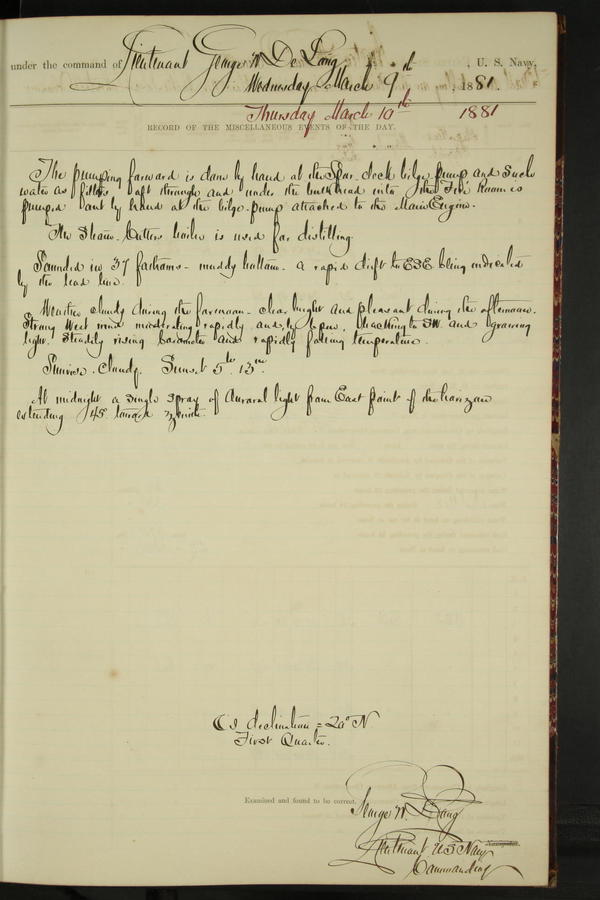 under the command of Lieutenant George W De Long, U. S. Navy,
Wednesday March 9th, 1881.
Thursday March 10th 1881
RECORD OF THE MISCELLANEOUS EVENTS OF THE DAY.
The pumping forward is done by hand at the Spar deck bilge pump and such
water as filters aft through and under the bulkhead into the Fire Room is
pumped out by hand at the bilge pump attached to the Main Engine.
The Steam Cutters boiler is used for distilling.
Sounded in 37 fathoms - muddy bottom - a rapid drift to ESE being indicated
by the lead line.
Weather cloudy during the forenoon - clear bright and pleasant during the afternoon.
Strong West wind moderating rapidly and, backing to SW. and growing
light. Steadily rising barometer and rapidly falling temperature.
Sunrise - Cloudy. Sunset 5h 13m.
At midnight a single spray of Auroral light from East point of the horizon
extending 45° toward zenith.
☾'s declination = 20° N
First Quarter.
Examined and found to be correct.
George W De Long
Lieutenant U S Navy
Commanding